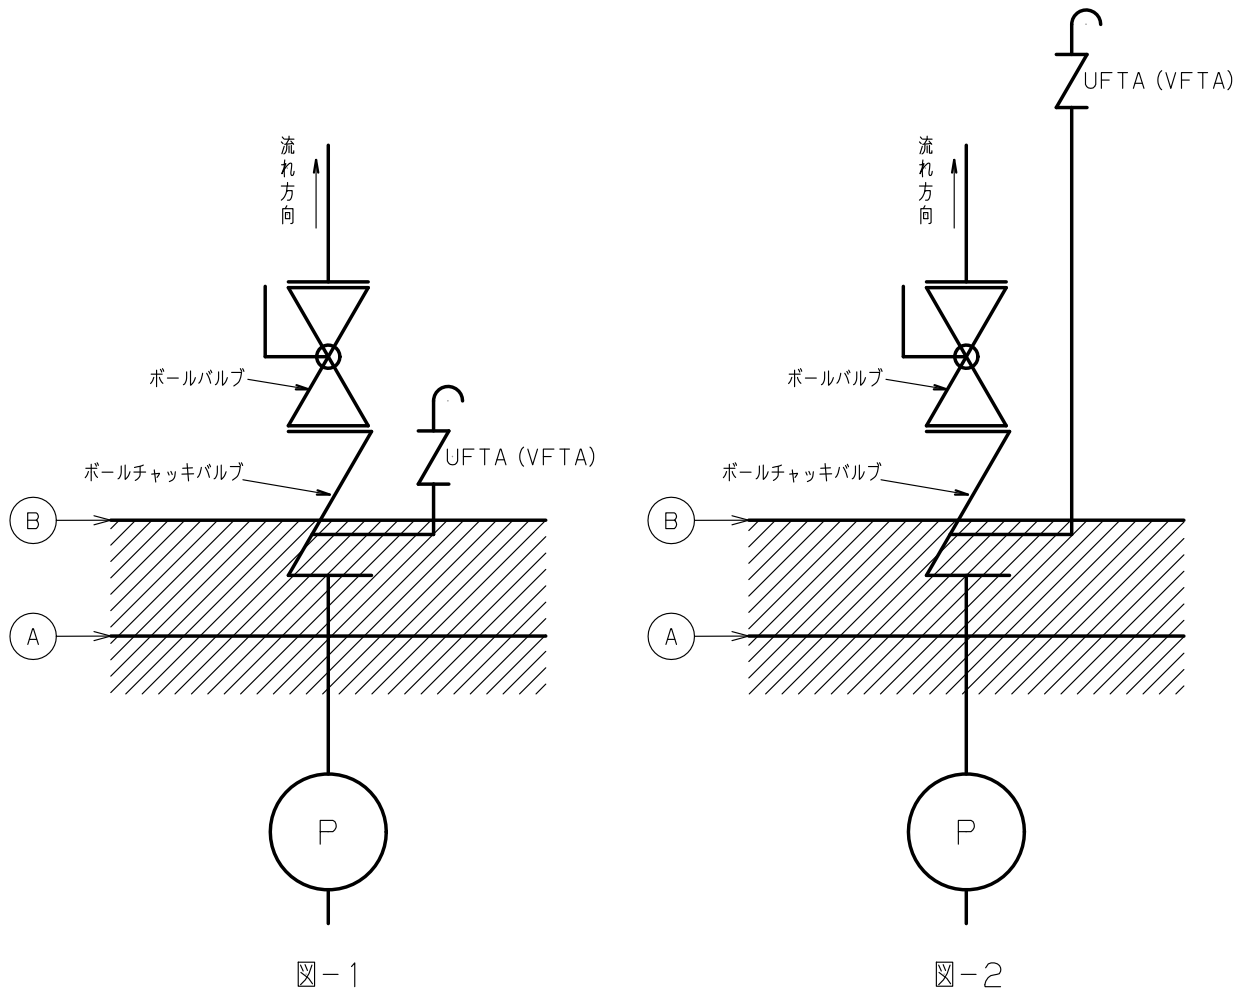 UFTA (VFTA)
流れ方向
流れ方向
ボールバルブ
ボールバルブ
UFTA (VFTA)
ボールチャッキバルブ
ボールチャッキバルブ
B
B
A
A
P
P
図-1
図-2